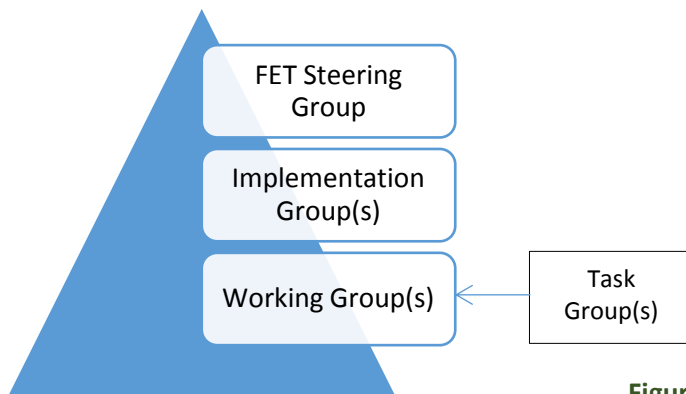 FET Steering
Group
Implementation
Group(s)
Working Group(s)
Task
Group(s)